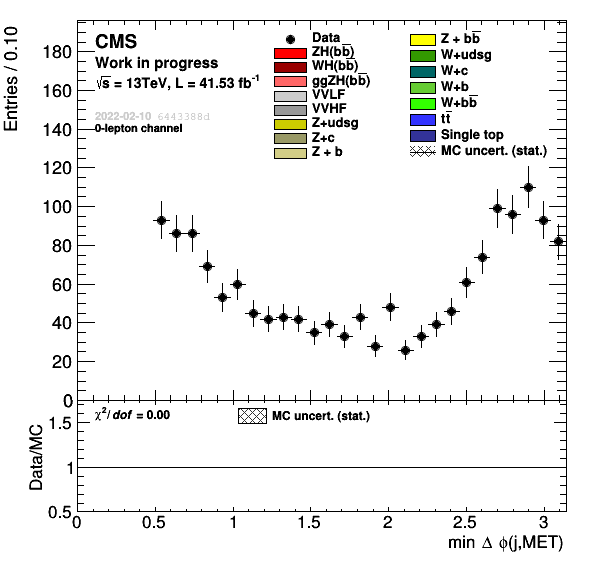 Entries / 0.10
180
160
140
120
100
80
60
40
20
0
CMS
Work in progress
√s = 13TeV, L = 41.53 fb⁻¹
2022-02-10 6443388d
0-lepton channel
Data
ZH(bb̅)
WH(bb̅)
ggZH(bb̅)
VVLF
VVHF
Z+udsg
Z+c
Z + b
Z + bb̅
W+udsg
W+c
W+b
W+bb̅
tt̅
Single top
MC uncert. (stat.)
Data/MC
1.5
1
0.5
χ²/dof = 0.00
MC uncert. (stat.)
0 0.5 1 1.5 2 2.5 3
min Δ ϕ(j,MET)